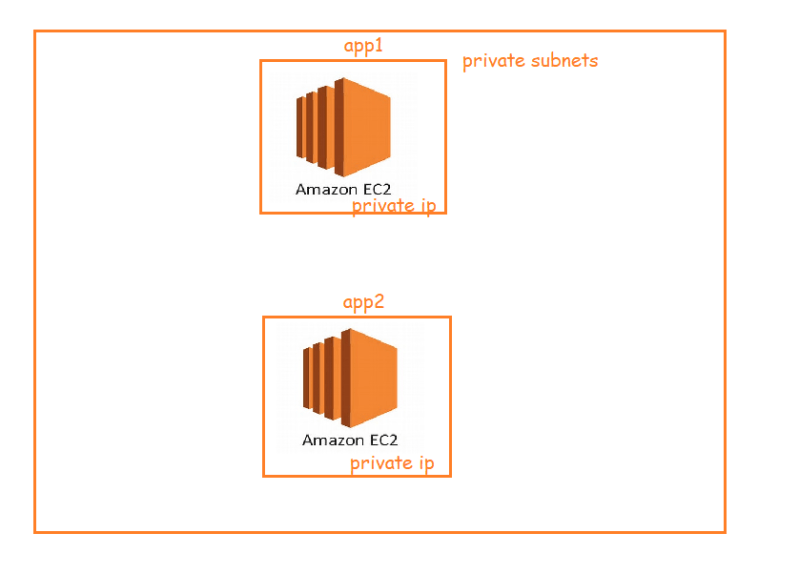 app1
private subnets
Amazon EC2
private ip
app2
Amazon EC2
private ip